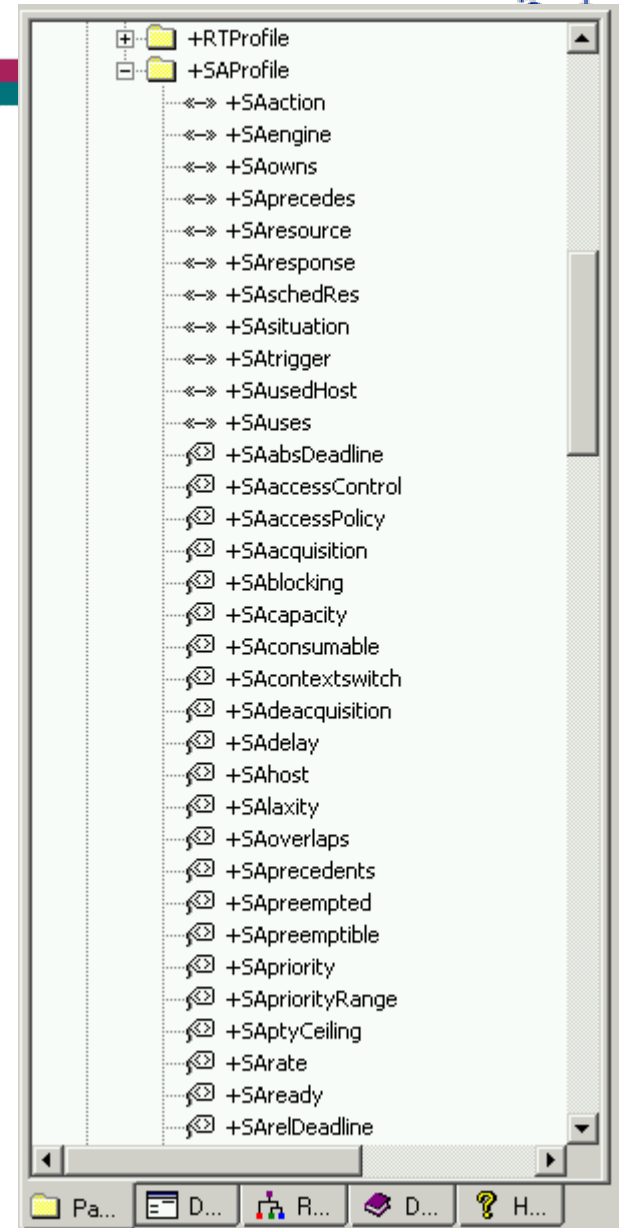 +RTProfile
+SAProfile
+SAaction
+SAengine
+SAowns
+SAprecedes
+SAresource
+SAresponse
+SAschedRes
+SAsituation
+SAtrigger
+SAusedHost
+SAuses
+SAabsDeadline
+SAaccessControl
+SAaccessPolicy
+SAacquisition
+SAblocking
+SAcapacity
+SAconsumable
+SAcontextswitch
+SAdeacquisition
+SAdelay
+SAhost
+SAlaxity
+SAoverlaps
+SAprecedents
+SApreempted
+SApreemptible
+SApriority
+SApriorityRange
+SAptyCeiling
+SArate
+SAready
+SArelDeadline
Pa... D... R... D... H...